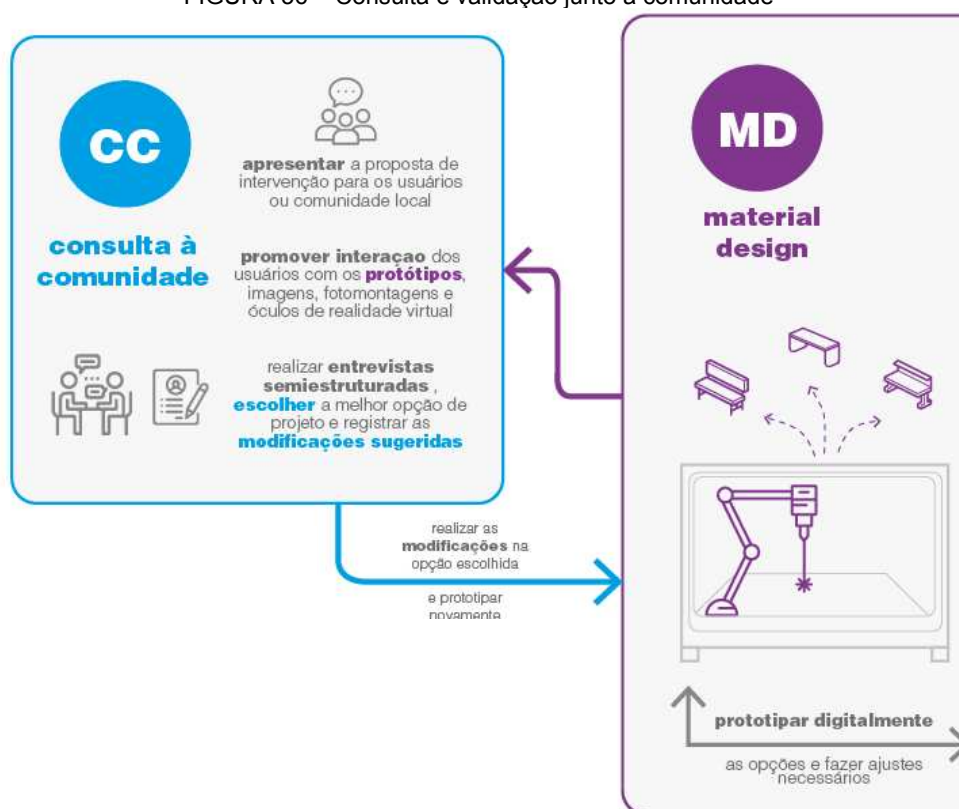 Consulta e validação junto à comunidade
CC
consulta à
comunidade
apresentar a proposta de
intervenção para os usuários
ou comunidade local
promover interaçao dos
usuários com os protótipos,
imagens, fotomontagens e
óculos de realidade virtual
realizar entrevistas
semiestruturadas ,
escolher a melhor opção de
projeto e registrar as
modificações sugeridas
realizar as
modificações na
opção escolhida
e prototipar
novamente
MD
material
design
prototipar digitalmente
as opções e fazer ajustes
necessários